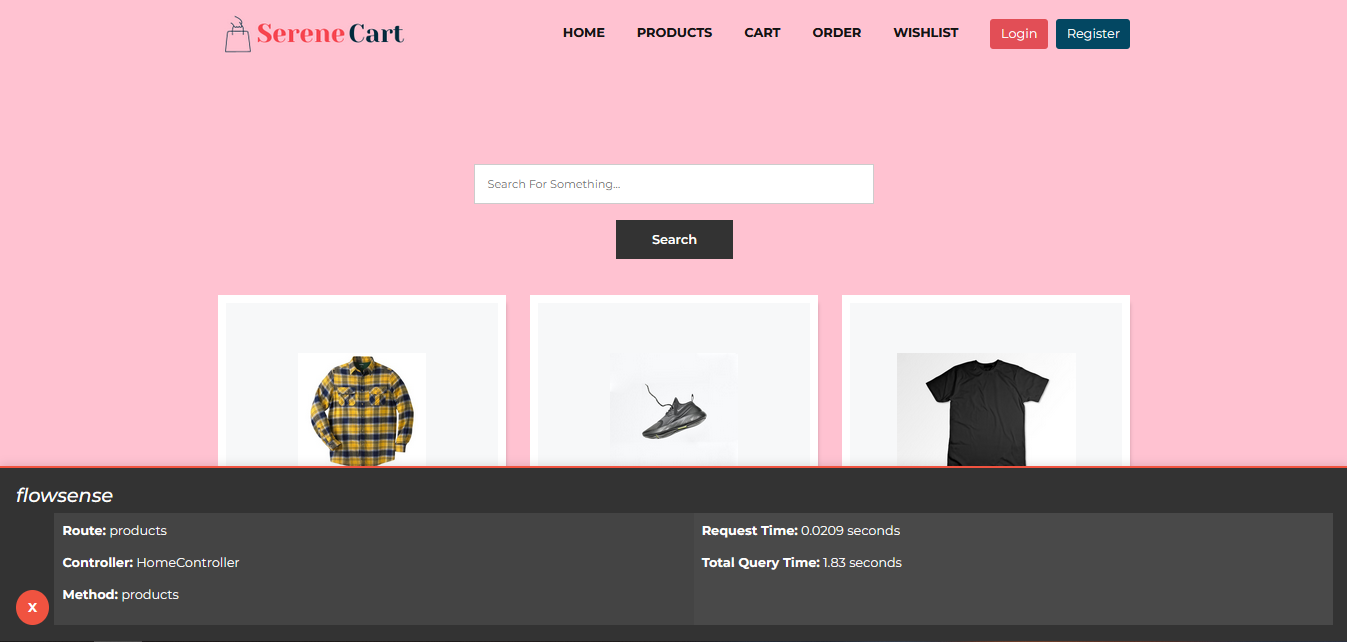 Serene Cart
HOME PRODUCTS CART ORDER WISHLIST Login Register
Search For Something...
Search
flowsense
Route: products
Controller: HomeController
Method: products
Request Time: 0.0209 seconds
Total Query Time: 1.83 seconds
X